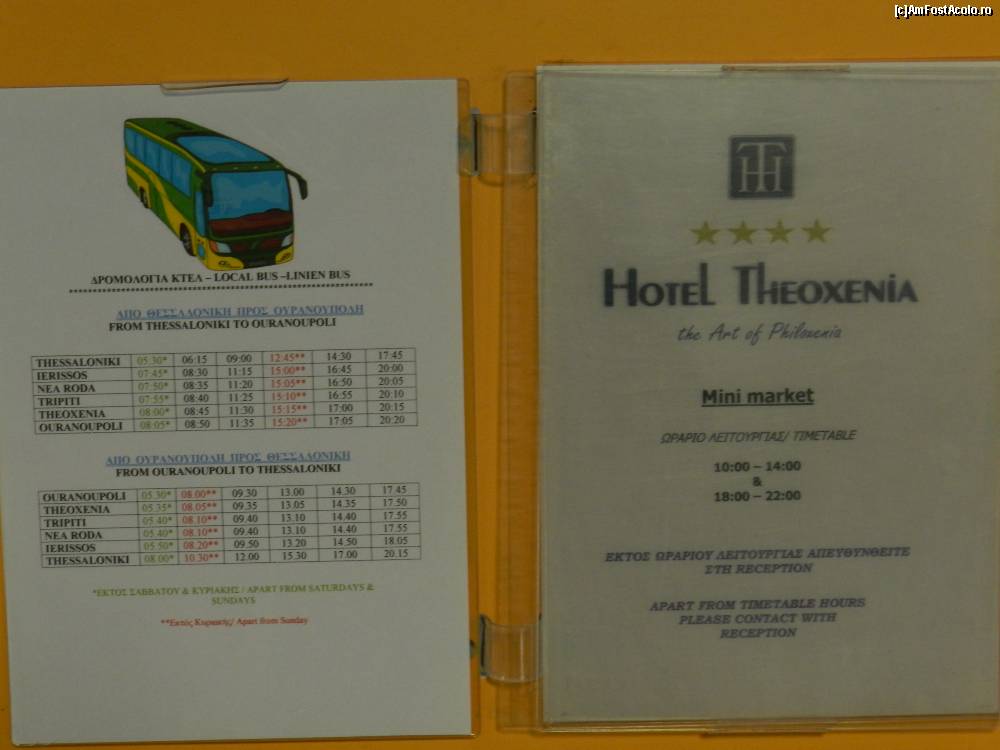 [c]AmFostAcolo.ro
ΔΡΟΜΟΛΟΓΙΑ ΚΤΕΛ – LOCAL BUS –LINIEN BUS
ΑΠΟ ΘΕΣΣΑΛΟΝΙΚΗ ΠΡΟΣ ΟΥΡΑΝΟΥΠΟΛΗ
FROM THESSALONIKI TO OURANOUPOLI
THESSALONIKI 05.30* 06:15 09:00 12:45** 14:30 17:45
IERISSOS 07:45* 08:30 11:15 15:00** 16:45 20:00
NEA RODA 07:50* 08:35 11:20 15:05** 16:50 20:05
TRIPITI 07:55* 08:40 11:25 15:10** 16:55 20:10
THEOXENIA 08:00* 08:45 11:30 15:15** 17:00 20:15
OURANOUPOLI 08:05* 08:50 11:35 15:20** 17:05 20:20
ΑΠΟ ΟΥΡΑΝΟΥΠΟΛΗ ΠΡΟΣ ΘΕΣΣΑΛΟΝΙΚΗ
FROM OURANOUPOLI TO THESSALONIKI
OURANOUPOLI 05.30* 08.00** 09.30 13.00 14.30 17.45
THEOXENIA 05.35* 08.05** 09.35 13.05 14.35 17.50
TRIPITI 05.40* 08.10** 09.40 13.10 14.40 17.55
NEA RODA 05.40* 08.10** 09.40 13.10 14.40 17.55
IERISSOS 05.50* 08.20** 09.50 13.20 14.50 18.05
THESSALONIKI 08.00* 10.30** 12.00 15.30 17.00 20.15
*ΕΚΤΟΣ ΣΑΒΒΑΤΟΥ & ΚΥΡΙΑΚΗΣ / APART FROM SATURDAYS &
SUNDAYS
**Εκτός Κυριακής/ Apart from Sunday
TH
HOTEL THEOXENIA
the Art of Philoxenia
Mini market
ΩΡΑΡΙΟ ΛΕΙΤΟΥΡΓΙΑΣ/ TIMETABLE
10:00 – 14:00
&
18:00 – 22:00
ΕΚΤΟΣ ΩΡΑΡΙΟΥ ΛΕΙΤΟΥΡΓΙΑΣ ΑΠΕΥΘΥΝΘΕΙΤΕ
ΣΤΗ RECEPTION
APART FROM TIMETABLE HOURS
PLEASE CONTACT WITH
RECEPTION